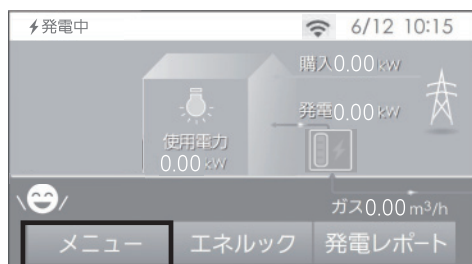 発電中 6/12 10:15
購入0.00kW
発電0.00kW
使用電力
0.00kW
ガス0.00m³/h
メニュー エネルック 発電レポート